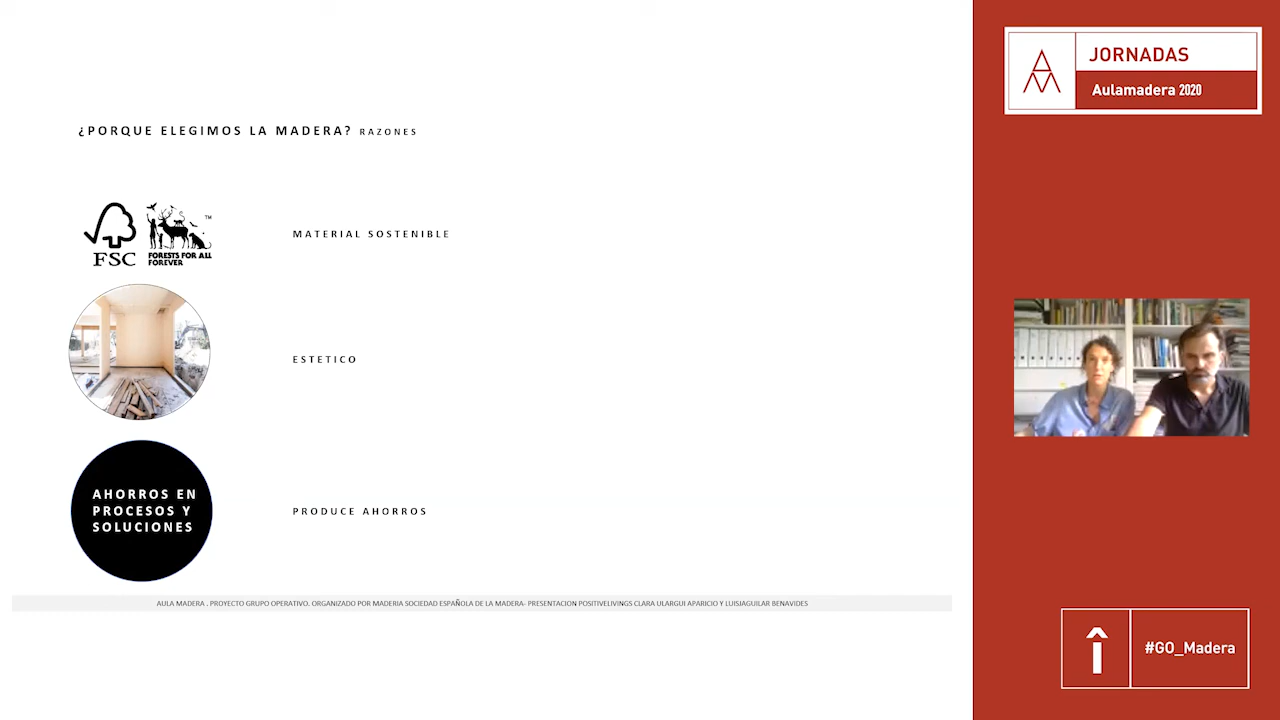 ¿PORQUE ELEGIMOS LA MADERA? RAZONES
FSC
FORESTS FOR ALL
FOREVER
TM
MATERIAL SOSTENIBLE
ESTETICO
AHORROS EN
PROCESOS Y
SOLUCIONES
PRODUCE AHORROS
AULA MADERA . PROYECTO GRUPO OPERATIVO. ORGANIZADO POR MADERIA SOCIEDAD ESPAÑOLA DE LA MADERA- PRESENTACION POSITIVELIVINGS CLARA ULARGUI APARICIO Y LUISJAGUILAR BENAVIDES
JORNADAS
Aulamadera 2020
#GO_Madera